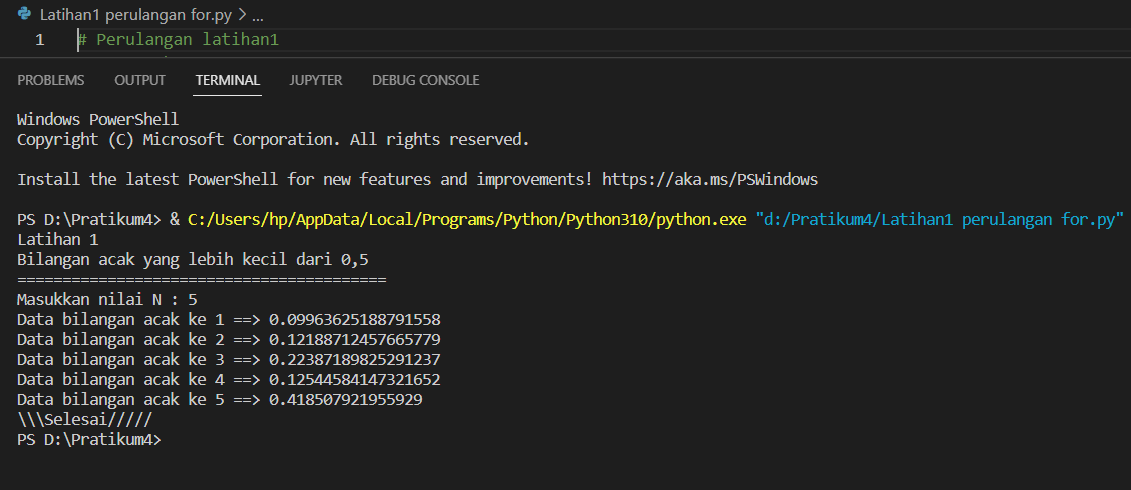 Latihan1 perulangan for.py > ...
1 # Perulangan latihan1
PROBLEMS OUTPUT TERMINAL JUPYTER DEBUG CONSOLE
Windows PowerShell
Copyright (C) Microsoft Corporation. All rights reserved.
Install the latest PowerShell for new features and improvements! https://aka.ms/PSWindows
PS D:\Pratikum4> & C:/Users/hp/AppData/Local/Programs/Python/Python310/python.exe "d:/Pratikum4/Latihan1 perulangan for.py"
Latihan 1
Bilangan acak yang lebih kecil dari 0,5
=========================================
Masukkan nilai N : 5
Data bilangan acak ke 1 ==> 0.09963625188791558
Data bilangan acak ke 2 ==> 0.12188712457665779
Data bilangan acak ke 3 ==> 0.22387189825291237
Data bilangan acak ke 4 ==> 0.12544584147321652
Data bilangan acak ke 5 ==> 0.418507921955929
\\\Selesai/////
PS D:\Pratikum4>